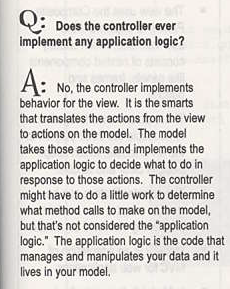 Q: Does the controller ever
implement any application logic?
A: No, the controller implements
behavior for the view. It is the smarts
that translates the actions from the view
to actions on the model. The model
takes those actions and implements the
application logic to decide what to do in
response to those actions. The controller
might have to do a little work to determine
what method calls to make on the model,
but that's not considered the "application
logic." The application logic is the code that
manages and manipulates your data and it
lives in your model.